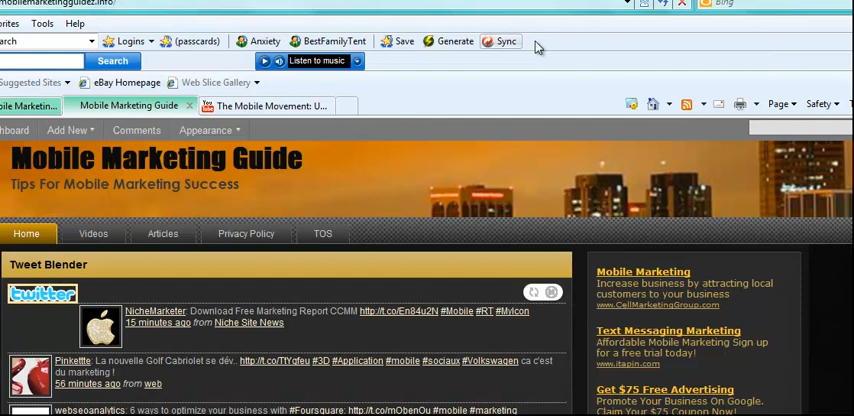 mobilemarketingguidez.info/
Bing
orites Tools Help
arch Logins (passcards) Anxiety BestFamilyTent Save Generate Sync
Search Listen to music
Suggested Sites eBay Homepage Web Slice Gallery
bile Marketin... Mobile Marketing Guide x You Tube The Mobile Movement: U... Page Safety T
hboard Add New Comments Appearance
Mobile Marketing Guide
Tips For Mobile Marketing Success
Home Videos Articles Privacy Policy TOS
Tweet Blender
twitter
NicheMarketer: Download Free Marketing Report CCMM http://t.co/En84u2N #Mobile #RT #MyIcon
15 minutes ago from Niche Site News
Pinkettte: La nouvelle Golf Cabriolet se dév.. http://t.co/TfYqfeu #3D #Application #mobile #sociaux #Volkswagen ca c'est
du marketing !
56 minutes ago from web
webseoanalytics: 6 ways to optimize your business with #Foursquare: http://t.co/mObenOu #mobile #marketing
Mobile Marketing
Increase business by attracting local
customers to your business
www.CellMarketingGroup.com
Text Messaging Marketing
Affordable Mobile Marketing Sign up
for a free trial today!
www.itapin.com
Get $75 Free Advertising
Promote Your Business On Google.
Claim Your $75 Coupon Now!